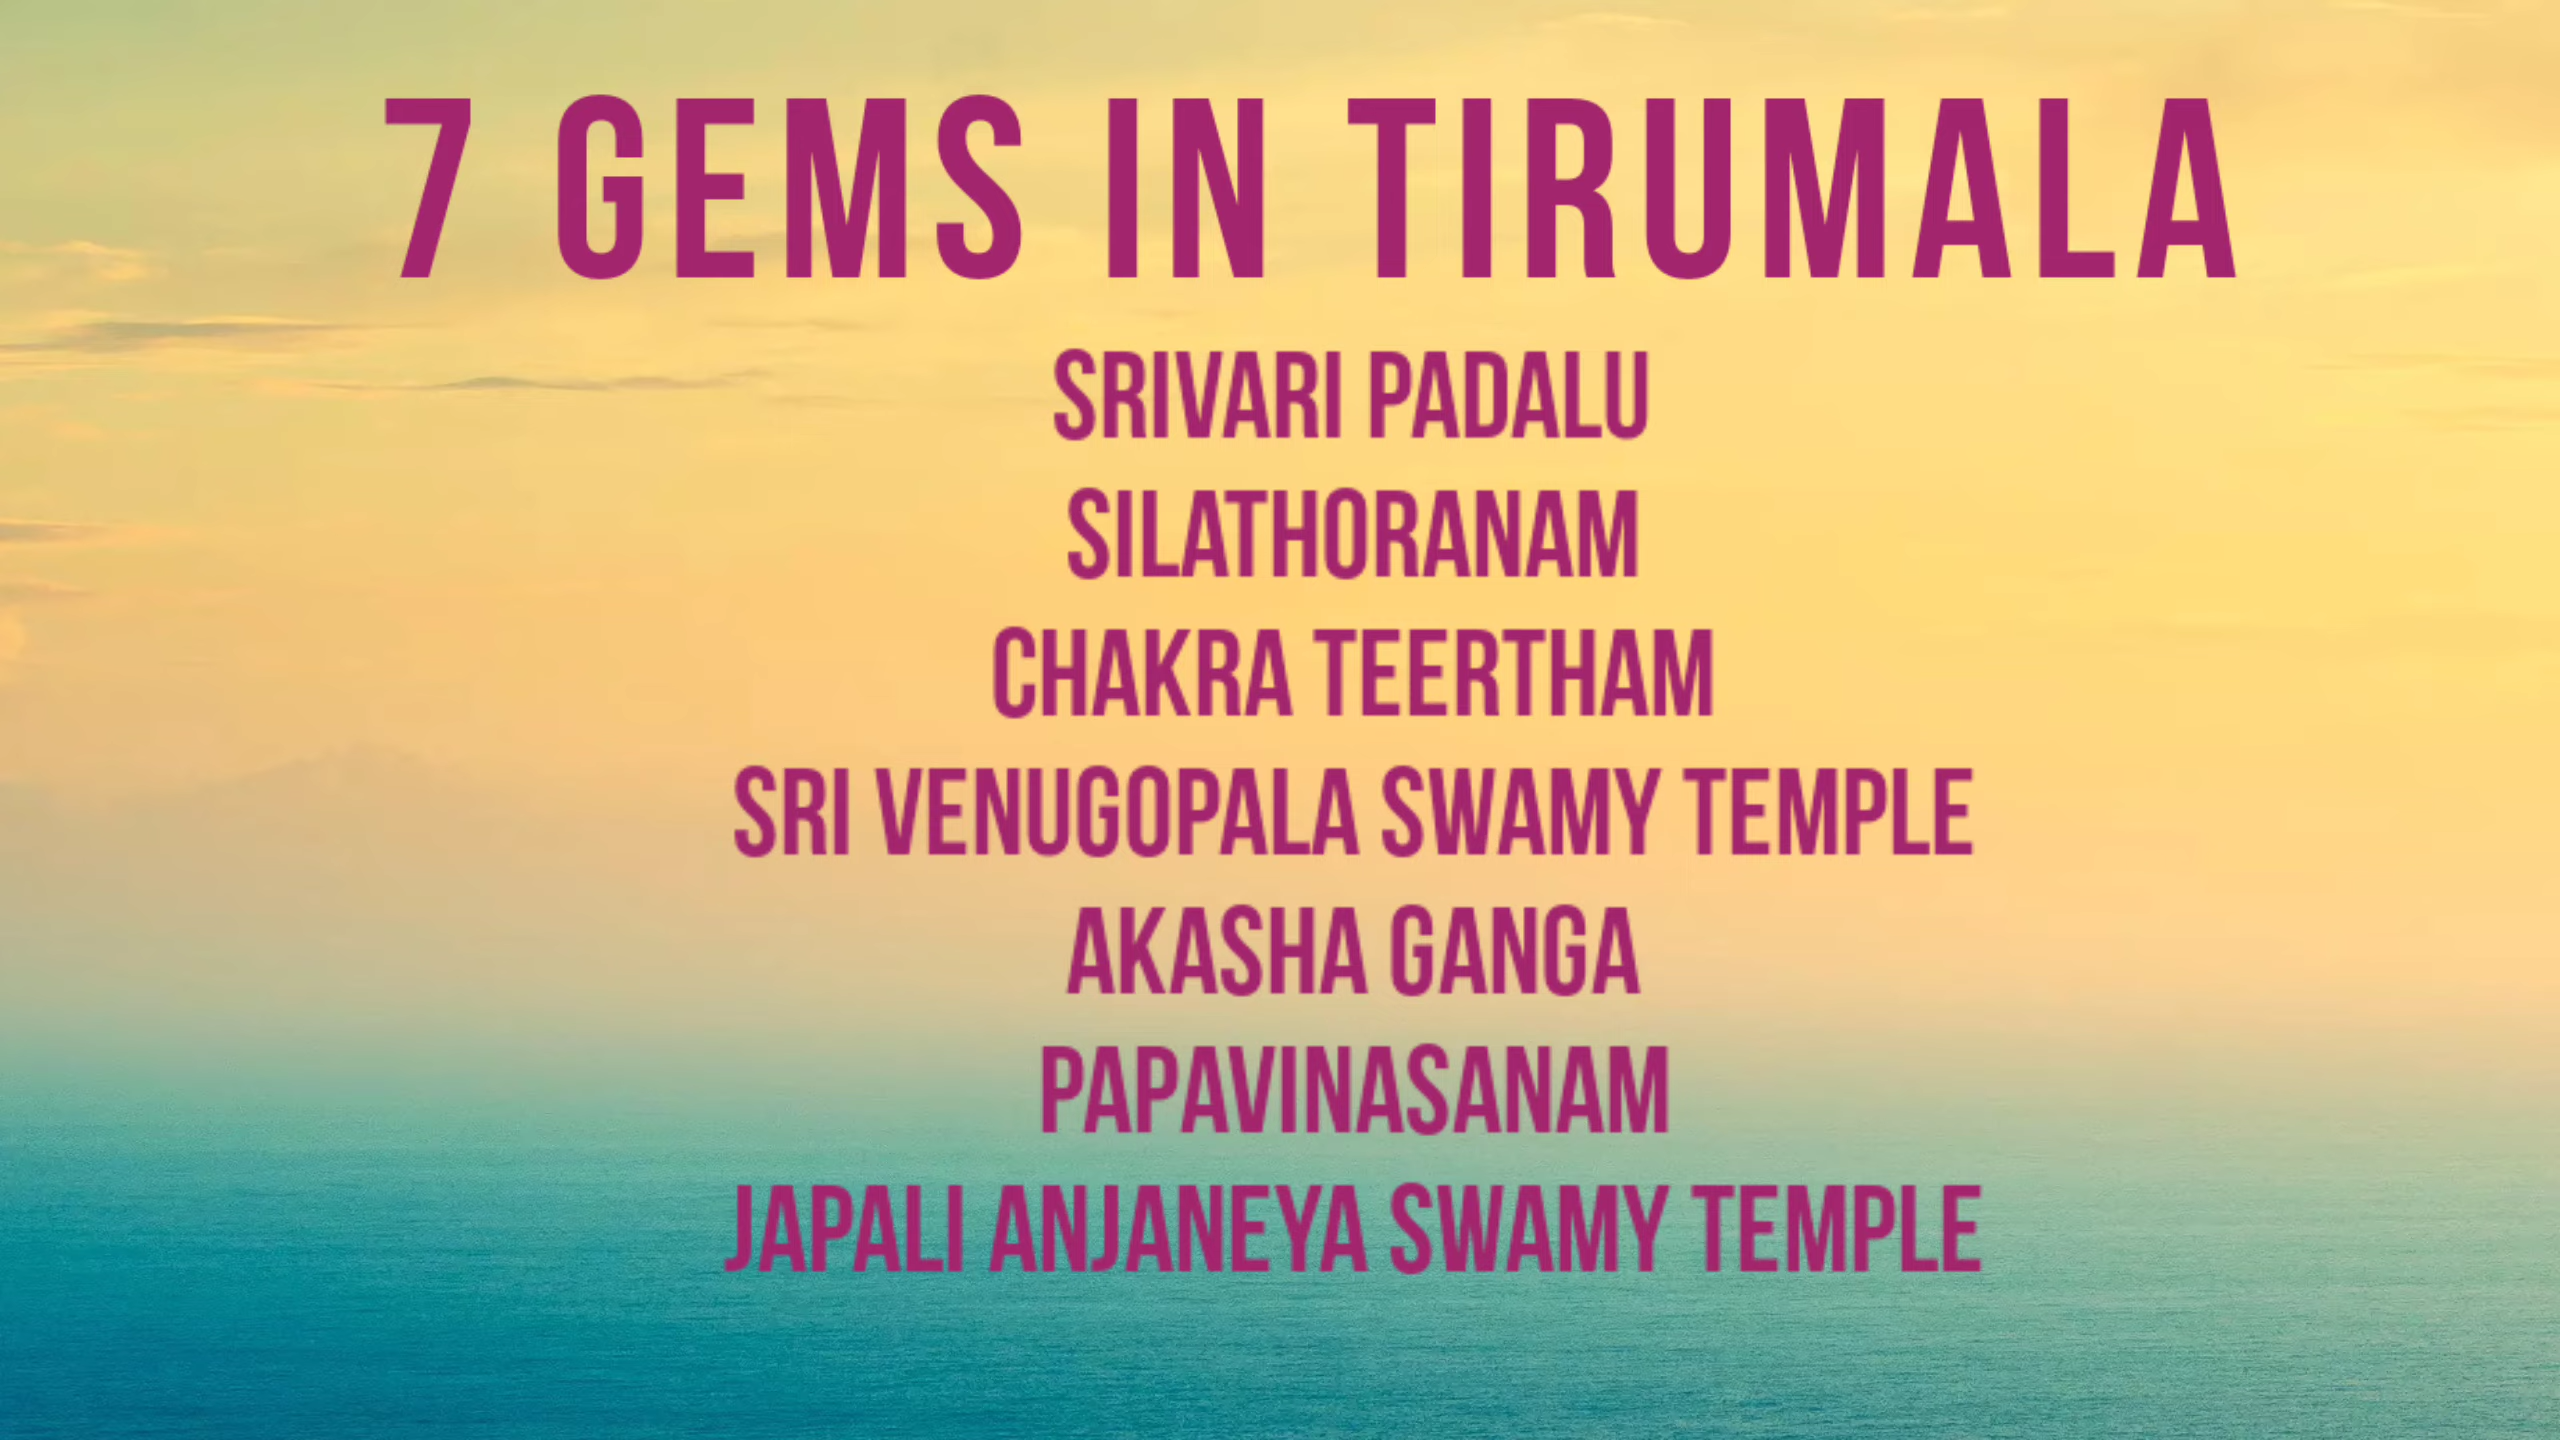 7 GEMS IN TIRUMALA
SRIVARI PADALU
SILATHORANAM
CHAKRA TEERTHAM
SRI VENUGOPALA SWAMY TEMPLE
AKASHA GANGA
PAPAVINASANAM
JAPALI ANJANEYA SWAMY TEMPLE